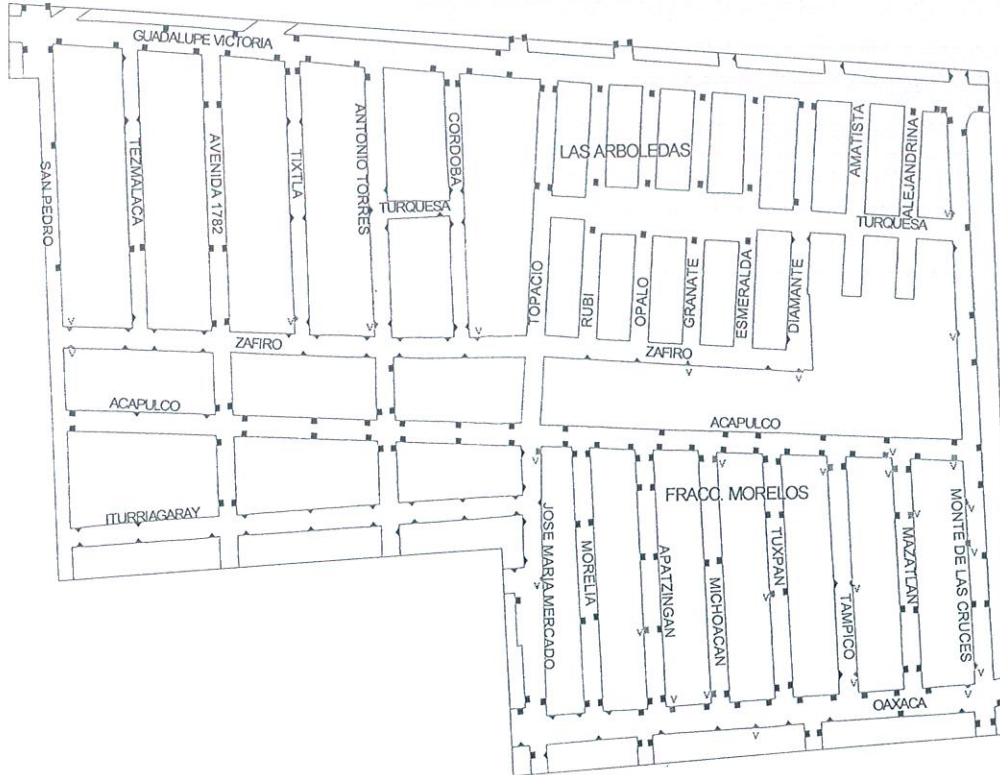 GUADALUPE VICTORIA
SAN PEDRO
TEZMALACA
AVENIDA 1782
TIXTLA
ANTONIO TORRES
CORDOBA
TURQUESA
LAS ARBOLEDAS
AMATISTA
ALEJANDRINA
TURQUESA
TOPACIO
RUBI
OPALO
GRANATE
ESMERALDA
DIAMANTE
ZAFIRO
ZAFIRO
ACAPULCO
ACAPULCO
ITURRIAGARAY
FRACC. MORELOS
JOSE MARIA MERCADO
MORELIA
APATZINGAN
MICHOACAN
TUXPAN
TAMPICO
MAZATLAN
MONTE DE LAS CRUCES
OAXACA